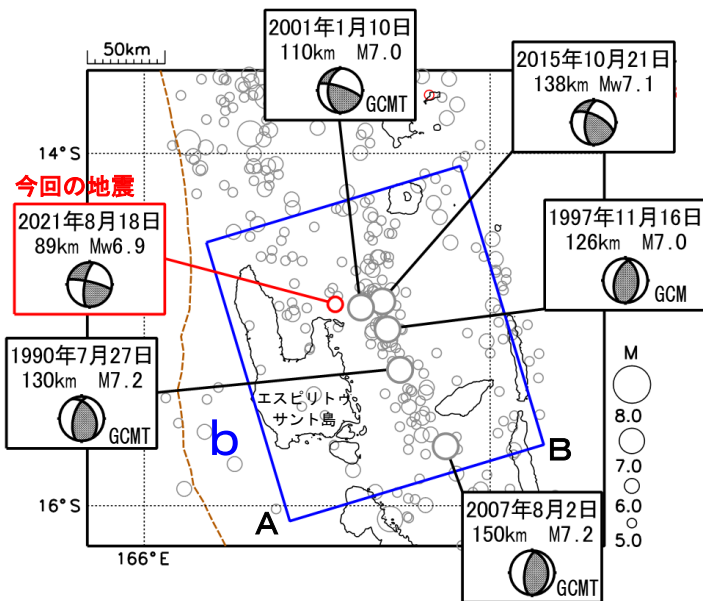 50km
2001年1月10日
110km M7.0
GCMT
2015年10月21日
138km Mw7.1
14°S
今回の地震
2021年8月18日
89km Mw6.9
1997年11月16日
126km M7.0
GCM
1990年7月27日
130km M7.2
GCMT
エスピリトゥ
サント島
b
B
A
M
8.0
7.0
6.0
5.0
16°S
166°E
2007年8月2日
150km M7.2
GCMT